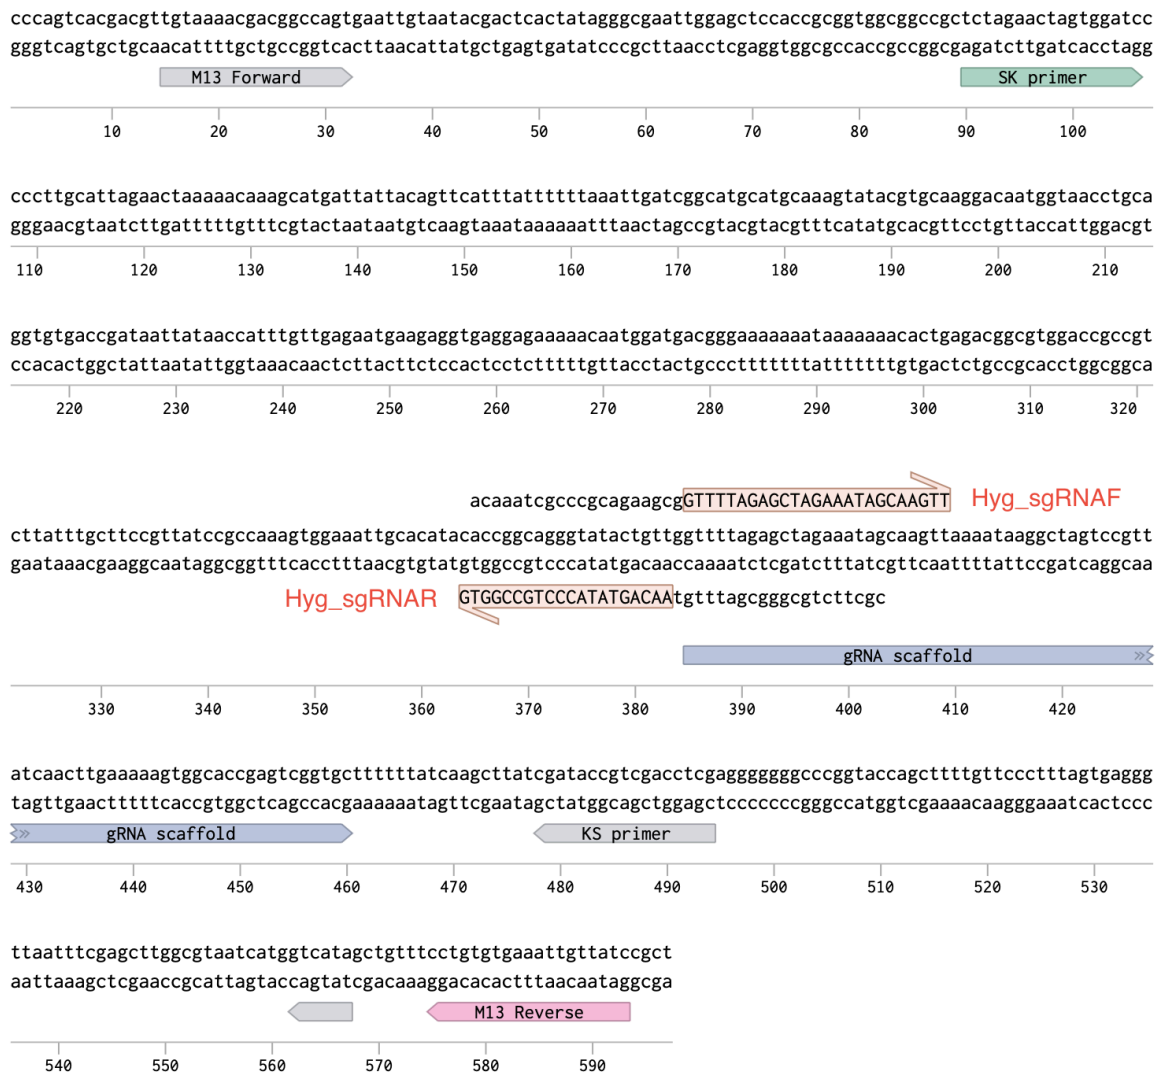 cccagtcacgacgttgtaaaacgacggccagtgaattgtaatacgactcactatagggcgaattggagctccaccgcggtggcggccgctctagaactagtggatcc
gggtcagtgctgcaacattttgctgccggtcacttaacattatgctgagtgatatcccgcttaacctcgaggtggcgccaccgccggcgagatcttgatcacctagg
M13 Forward SK primer
10 20 30 40 50 60 70 80 90 100
cccttgcattagaactaaaaacaaagcatgattattacagttcatttattttttaaattgatcggcatgcatgcaaagtatacgtgcaaggacaatggtaacctgca
gggaacgtaatcttgatttttgtttcgtactaataatgtcaagtaaataaaaaatttaactagccgtacgtacgtttcatatgcacgttcctgttaccattggacgt
110 120 130 140 150 160 170 180 190 200 210
ggtgtgaccgataattataaccatttgttgagaatgaagaggtgaggagaaaaacaatggatgacgggaaaaaaaataaaaaaacactgagacggcgtggaccgccgt
ccacactggctattaatattggtaaacaactcttacttctccactcctctttttgttacctactgcccttttttttatttttttgtgactctgccgcacctggcggca
220 230 240 250 260 270 280 290 300 310 320
acaaatcgcccgcagaagcgGTTTTAGAGCTAGAAATAGCAAGTT Hyg_sgRNAF
cttatttgcttccgttatccgccaaagtggaaattgcacatacaccggcagggtatactgttggttttagagctagaaatagcaagttaaaataaggctagtccgtt
gaataaacgaaggcaataggcggtttcacctttaacgtgtatgtggccgtcccatatgacaaccaaaatctcgatctttatcgttcaattttattccgatcaggcaa
Hyg_sgRNAR GTGGCCGTCCCATATGACAAtgtttagcgggcgtcttcgc
gRNA scaffold
330 340 350 360 370 380 390 400 410 420
atcaacttgaaaaagtggcaccgagtcggtgcttttttatcaagcttatcgataccgtcgacctcgagggggggcccggtaccagcttttgttccctttagtgaggg
tagttgaactttttcaccgtggctcagccacgaaaaaatagttcgaatagctatggcagctggagctcccccccgggccatggtcgaaaacaagggaaatcactccc
gRNA scaffold KS primer
430 440 450 460 470 480 490 500 510 520 530
ttaatttcgagcttggcgtaatcatggtcatagctgtttcctgtgtgaaattgttatccgct
aattaaagctcgaaccgcattagtaccagtatcgacaaaggacacactttaacaataggcga
M13 Reverse
540 550 560 570 580 590